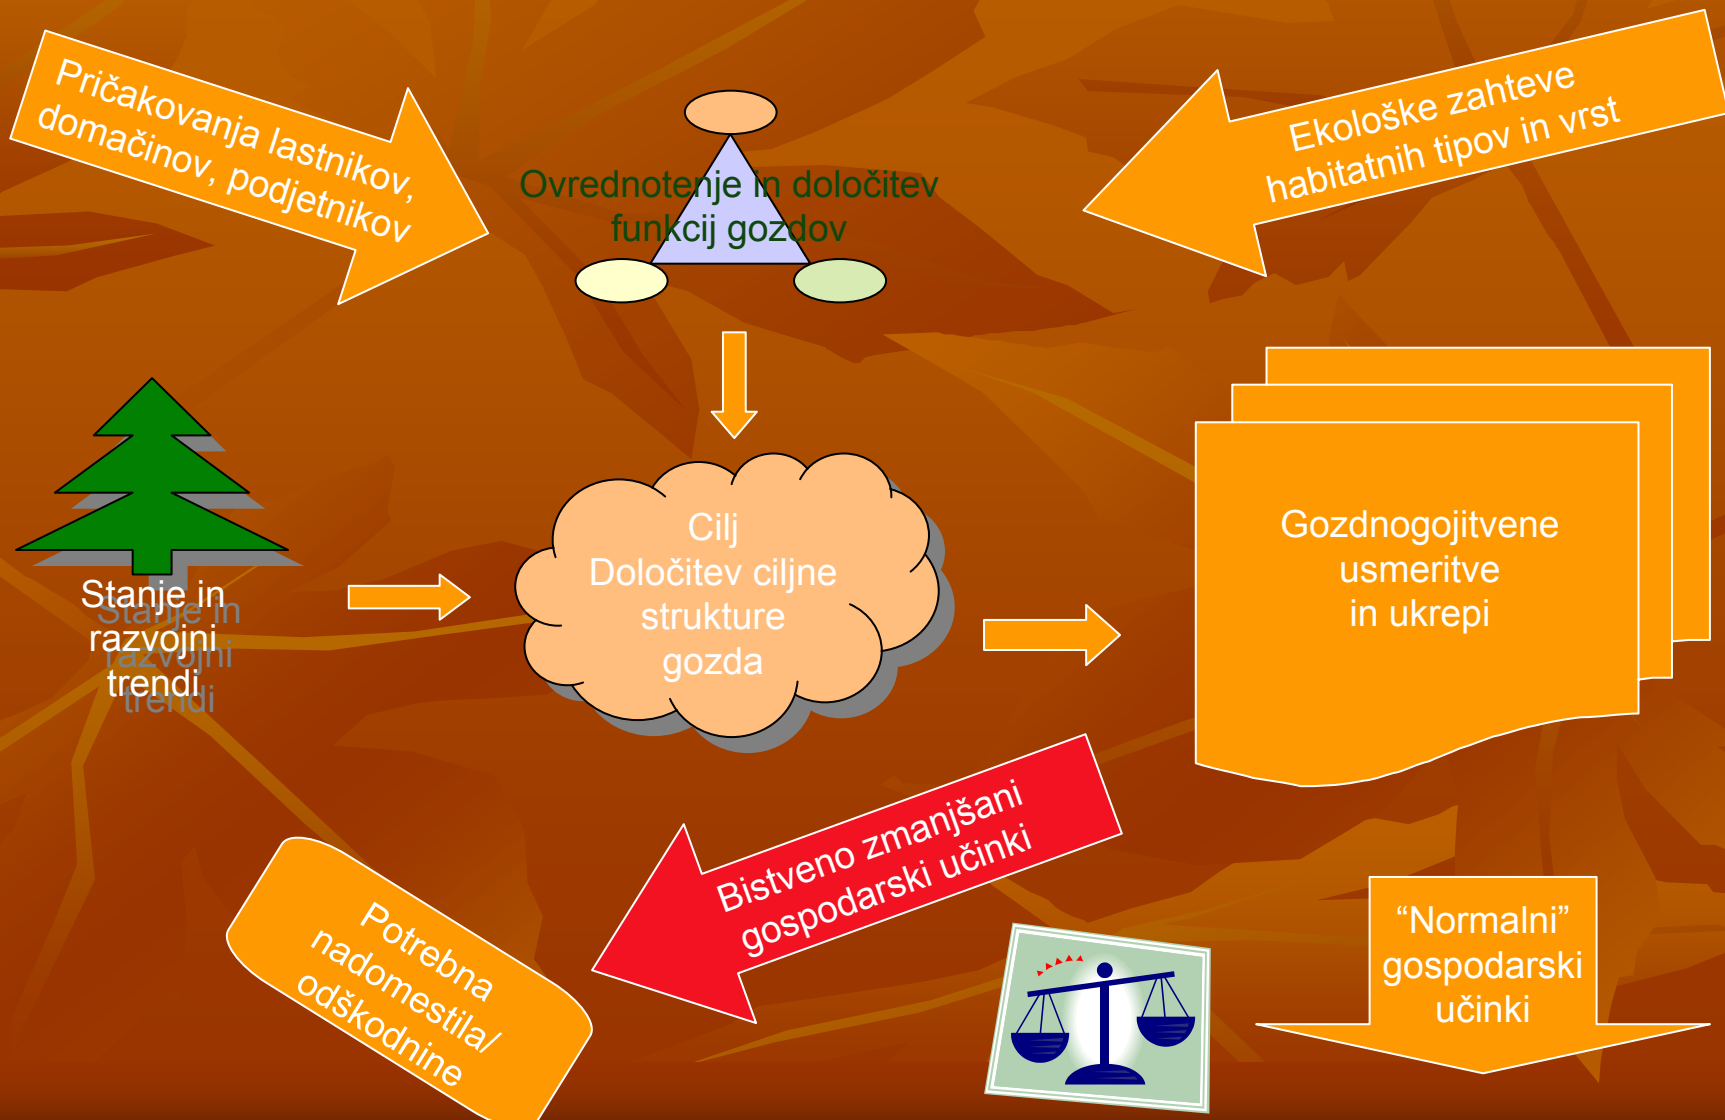 Pričakovanja lastnikov,
domačinov, podjetnikov
Ekološke zahteve
habitatnih tipov in vrst
Ovrednotenje in določitev
funkcij gozdov
Stanje in
razvojni
trendi
Cilj
Določitev ciljne
strukture
gozda
Gozdnogojitvene
usmeritve
in ukrepi
Bistveno zmanjšani
gospodarski učinki
“Normalni”
gospodarski
učinki
Potrebna
nadomestila/
odškodnine